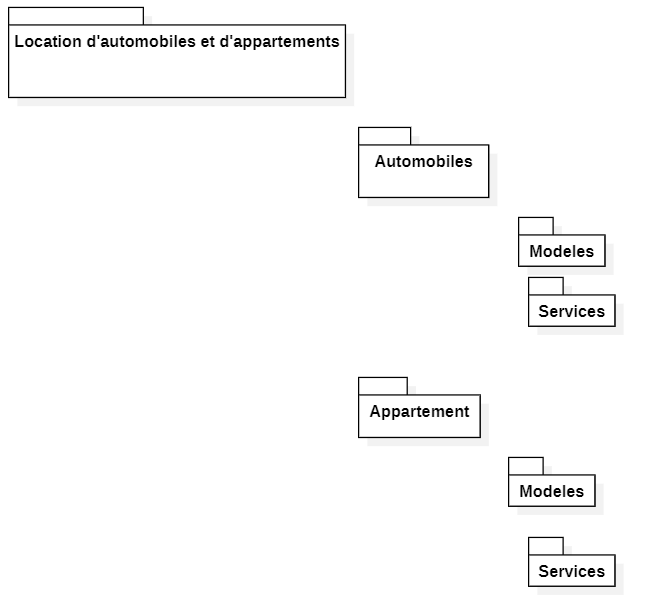 Location d'automobiles et d'appartements
Automobiles
Modeles
Services
Appartement
Modeles
Services